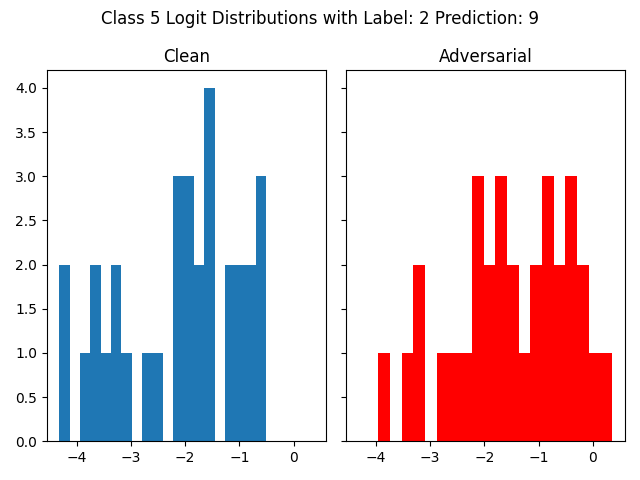 Class 5 Logit Distributions with Label: 2 Prediction: 9
Clean
Adversarial
4.0
3.5
3.0
2.5
2.0
1.5
1.0
0.5
0.0
−4 −3 −2 −1 0
−4 −3 −2 −1 0